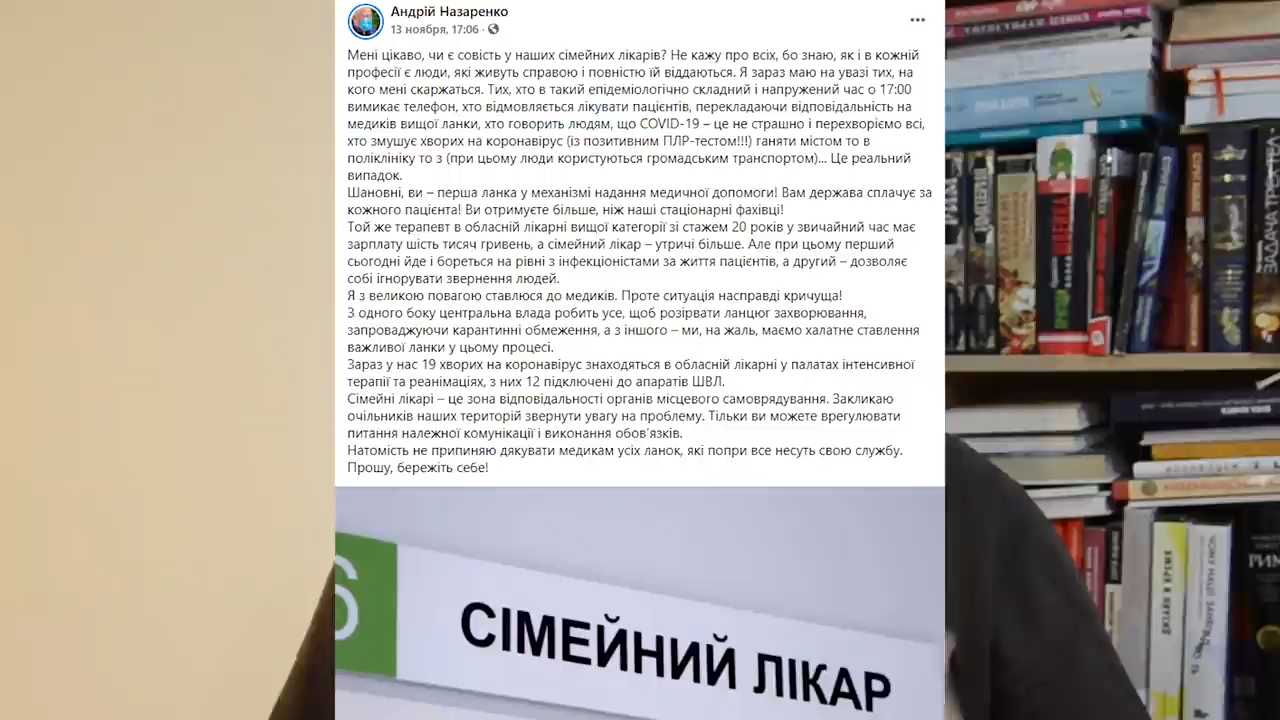 Андрій Назаренко
13 ноября, 17:06 ·
Мені цікаво, чи є совість у наших сімейних лікарів? Не кажу про всіх, бо знаю, як і в кожній
професії є люди, які живуть справою і повністю їй віддаються. Я зараз маю на увазі тих, на
кого мені скаржаться. Тих, хто в такий епідеміологічно складний і напружений час о 17:00
вимикає телефон, хто відмовляється лікувати пацієнтів, перекладаючи відповідальність на
медиків вищої ланки, хто говорить людям, що COVID-19 – це не страшно і перехворіємо всі,
хто змушує хворих на коронавірус (із позитивним ПЛР-тестом!!!) ганяти містом то в
поліклініку то з (при цьому люди користуються громадським транспортом)... Це реальний
випадок.
Шановні, ви – перша ланка у механізмі надання медичної допомоги! Вам держава сплачує за
кожного пацієнта! Ви отримуєте більше, ніж наші стаціонарні фахівці!
Той же терапевт в обласній лікарні вищої категорії зі стажем 20 років у звичайний час має
зарплату шість тисяч гривень, а сімейний лікар – утричі більше. Але при цьому перший
сьогодні йде і бореться на рівні з інфекціоністами за життя пацієнтів, а другий – дозволяє
собі ігнорувати звернення людей.
Я з великою повагою ставлюся до медиків. Проте ситуація насправді кричуща!
З одного боку центральна влада робить усе, щоб розірвати ланцюг захворювання,
запроваджуючи карантинні обмеження, а з іншого – ми, на жаль, маємо халатне ставлення
важливої ланки у цьому процесі.
Зараз у нас 19 хворих на коронавірус знаходяться в обласній лікарні у палатах інтенсивної
терапії та реанімаціях, з них 12 підключені до апаратів ШВЛ.
Сімейні лікарі – це зона відповідальності органів місцевого самоврядування. Закликаю
очільників наших територій звернути увагу на проблему. Тільки ви можете врегулювати
питання належної комунікації і виконання обов'язків.
Натомість не припиняю дякувати медикам усіх ланок, які попри все несуть свою службу.
Прошу, бережіть себе!
6
СІМЕЙНИЙ ЛІКАР